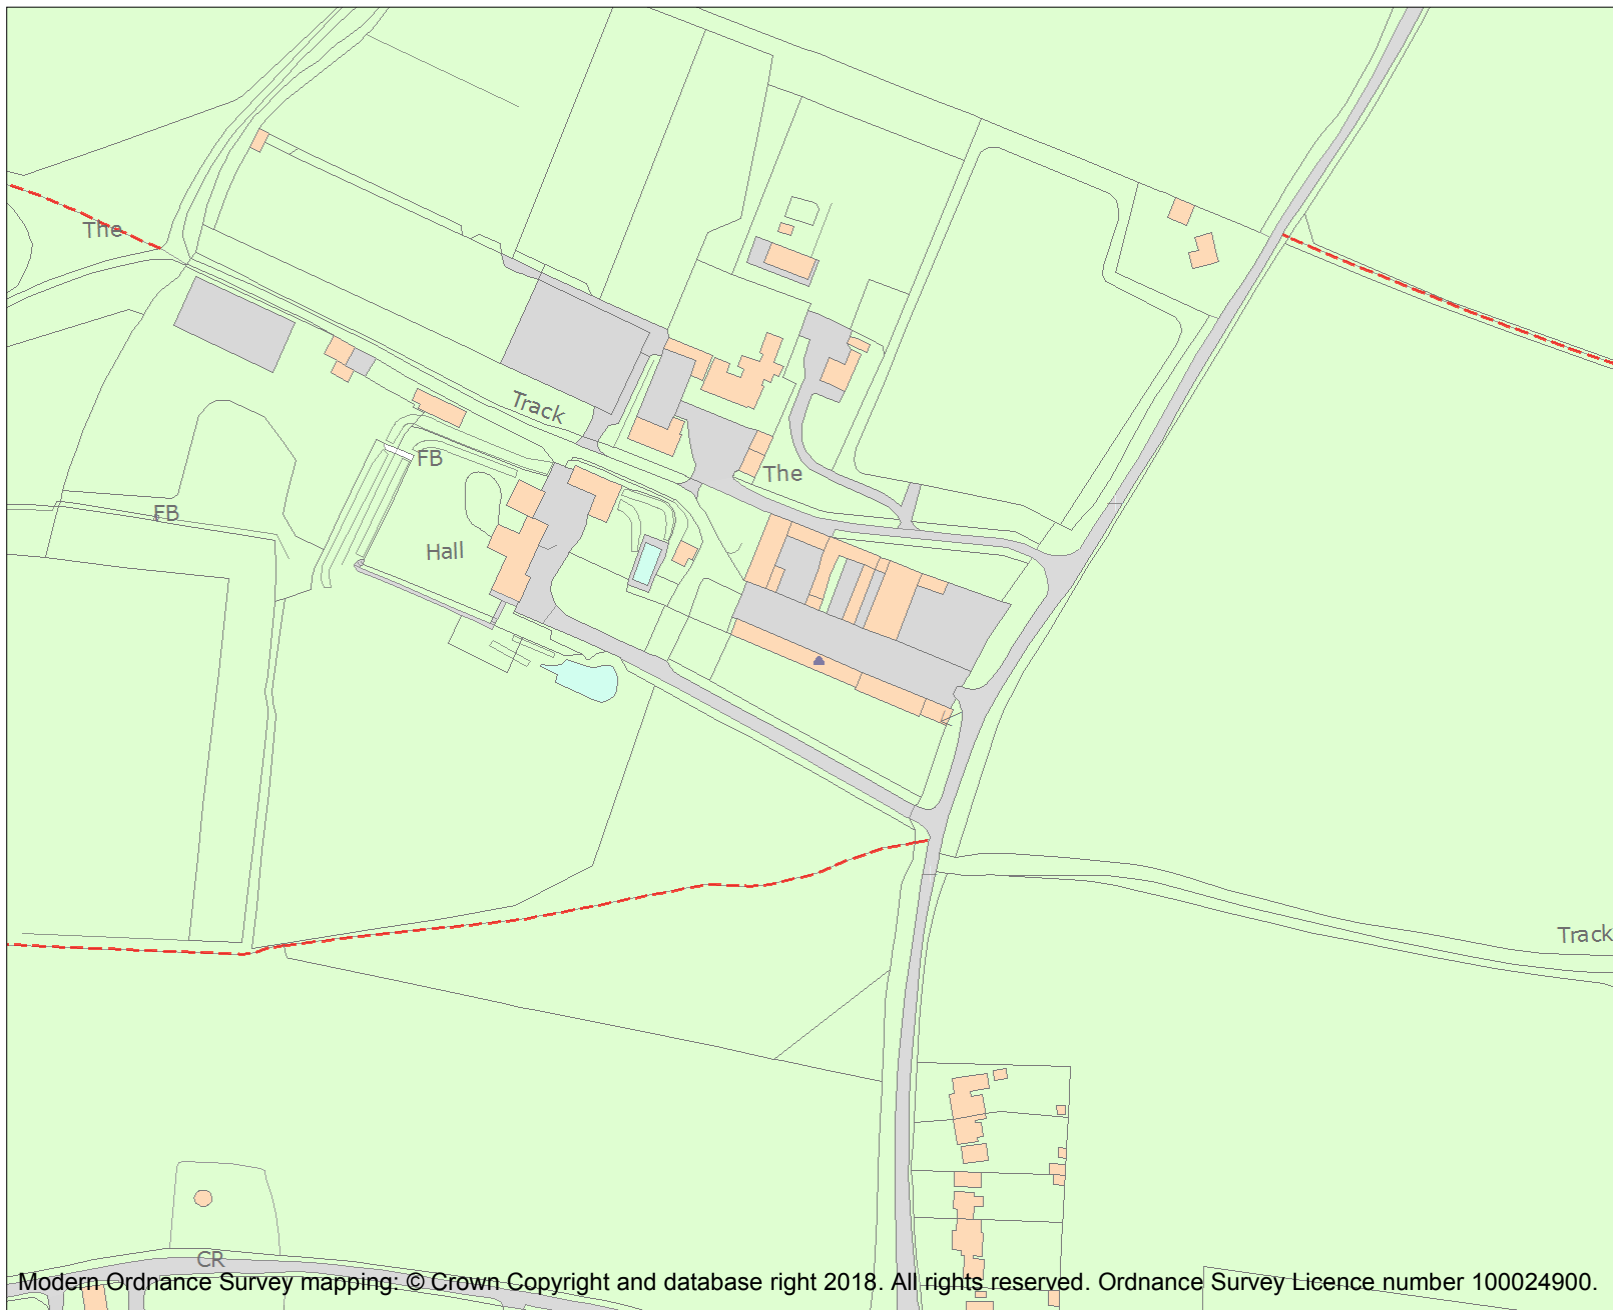 The
Track
FB
The
FB
Hall
Track
CR
Modern Ordnance Survey mapping: © Crown Copyright and database right 2018. All rights reserved. Ordnance Survey Licence number 100024900.